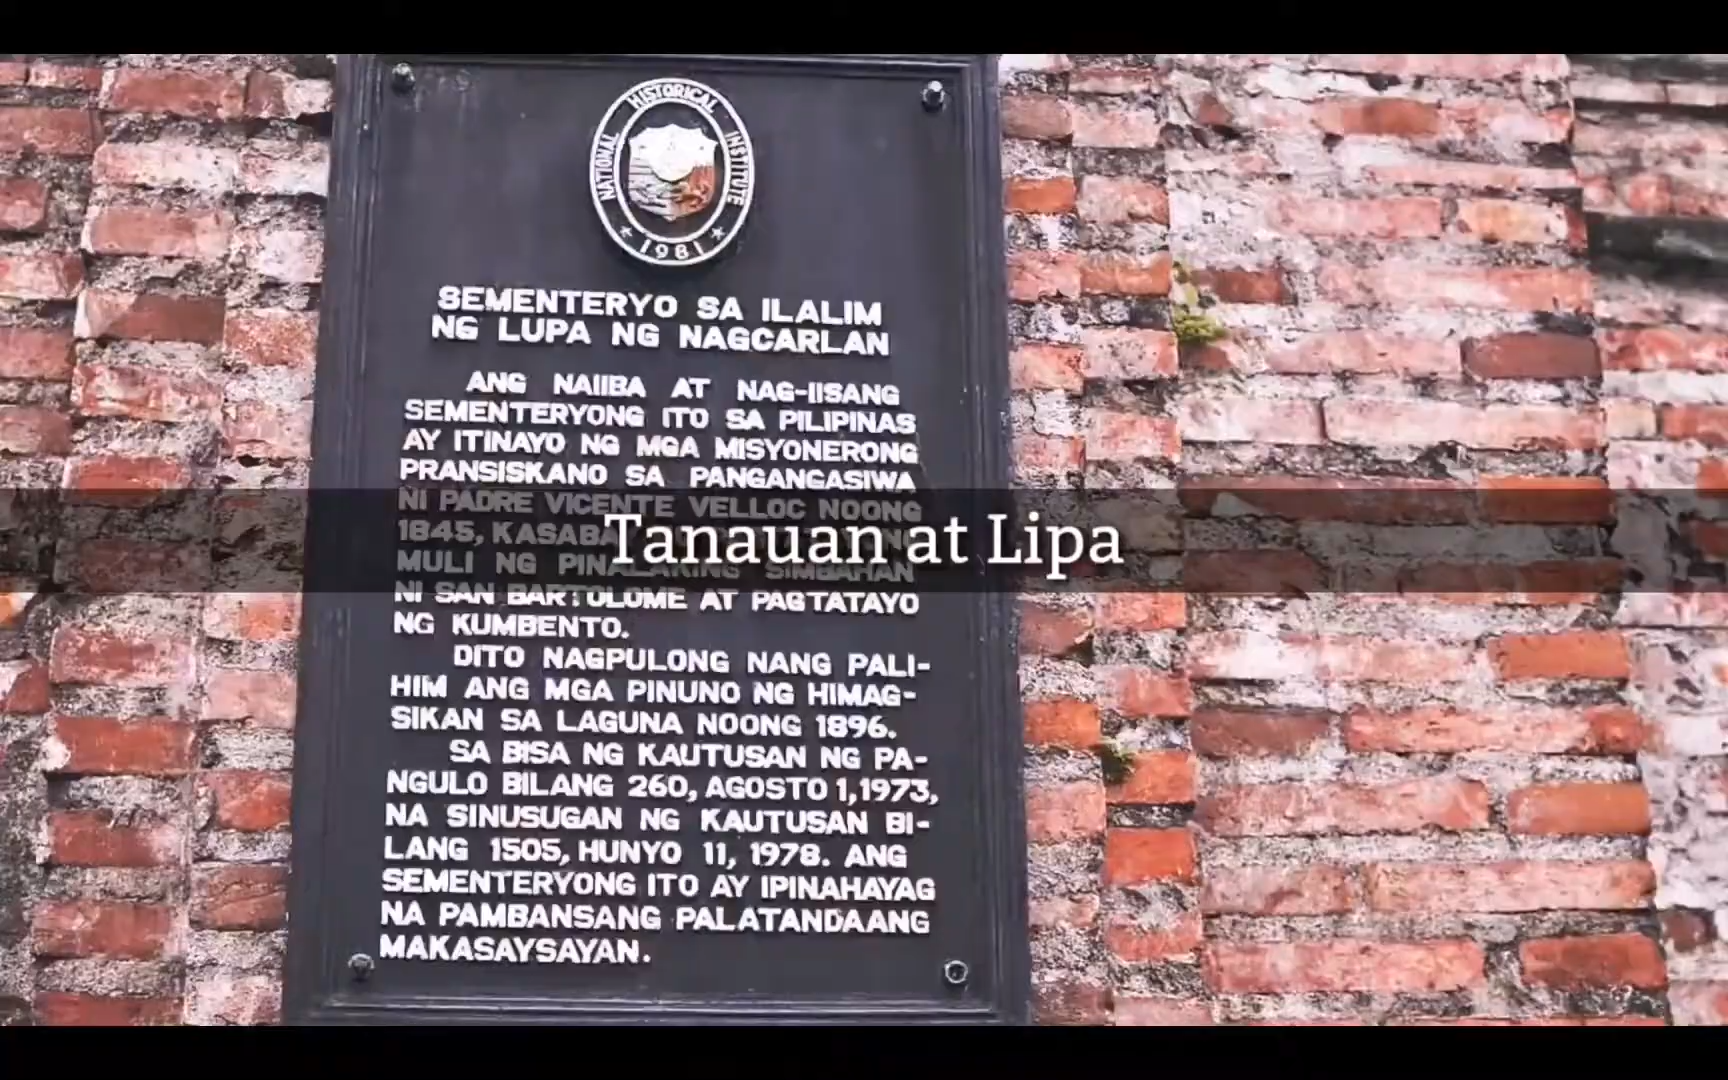 NATIONAL HISTORICAL INSTITUTE
1981
SEMENTERYO SA ILALIM
NG LUPA NG NAGCARLAN
ANG NAIIBA AT NAG-IISANG
SEMENTERYONG ITO SA PILIPINAS
AY ITINAYO NG MGA MISYONERONG
PRANSISKANO SA PANGANGASIWA
NI PADRE VICENTE VELLOC NOONG
1845, KASABA
Tanauan at Lipa
MULI NG PINALAKING SIMBAHAN
NI SAN BARTOLOME AT PAGTATAYO
NG KUMBENTO.
DITO NAGPULONG NANG PALI-
HIM ANG MGA PINUNO NG HIMAG-
SIKAN SA LAGUNA NOONG 1896.
SA BISA NG KAUTUSAN NG PA-
NGULO BILANG 260, AGOSTO 1,1973,
NA SINUSUGAN NG KAUTUSAN BI-
LANG 1505, HUNYO 11, 1978. ANG
SEMENTERYONG ITO AY IPINAHAYAG
NA PAMBANSANG PALATANDAANG
MAKASAYSAYAN.